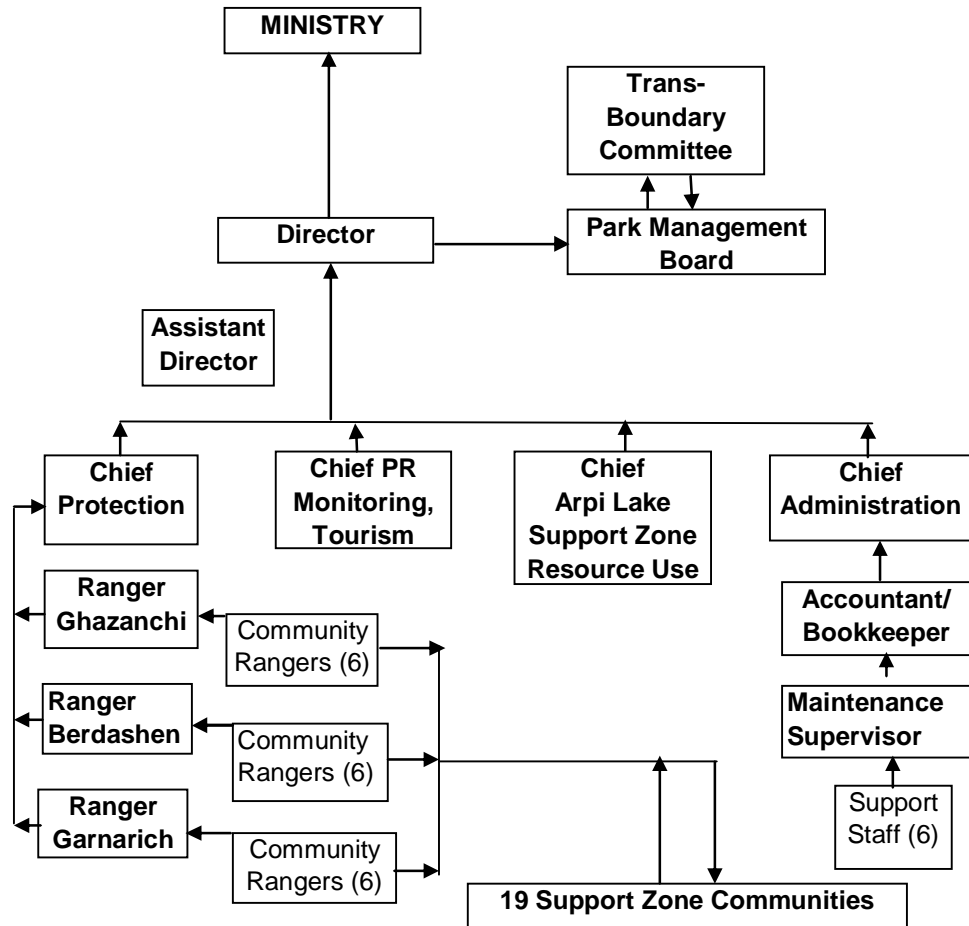 MINISTRY
Trans-
Boundary
Committee
Director
Park Management
Board
Assistant
Director
Chief
Protection
Chief PR
Monitoring,
Tourism
Chief
Arpi Lake
Support Zone
Resource Use
Chief
Administration
Ranger
Ghazanchi
Community
Rangers (6)
Accountant/
Bookkeeper
Ranger
Berdashen
Community
Rangers (6)
Maintenance
Supervisor
Ranger
Garnarich
Community
Rangers (6)
Support
Staff (6)
19 Support Zone Communities